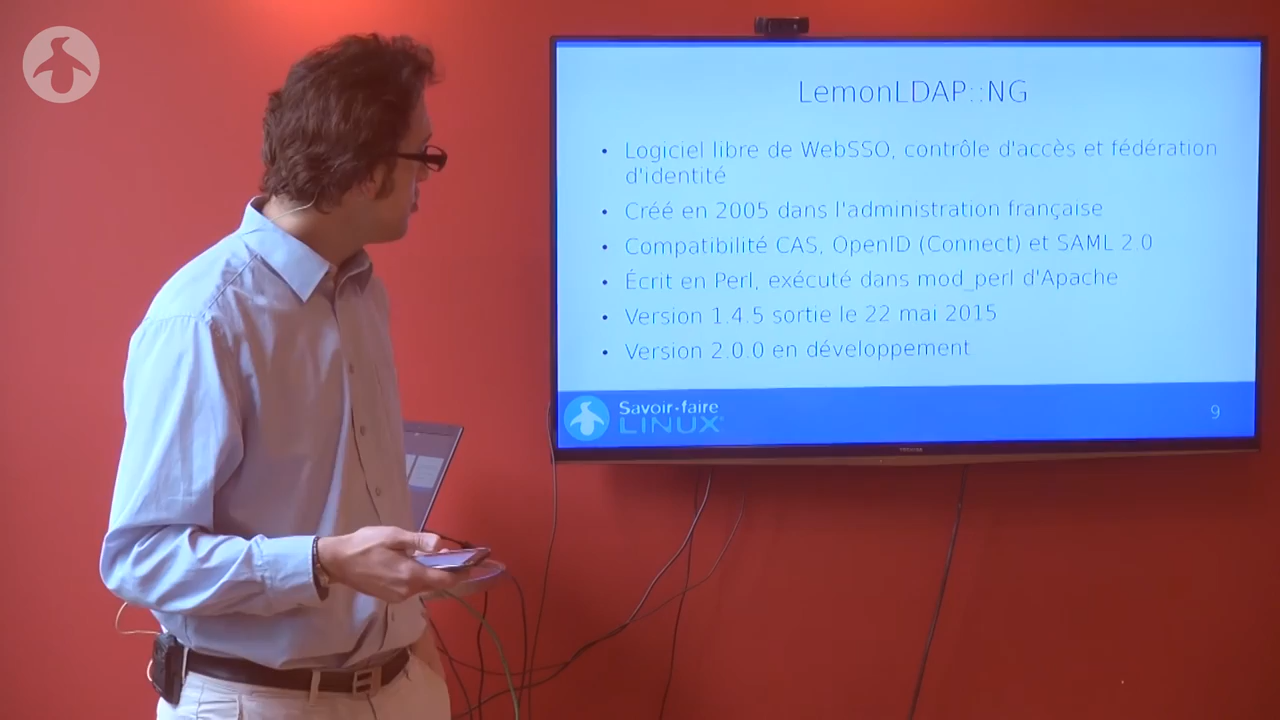 LemonLDAP::NG
• Logiciel libre de WebSSO, contrôle d'accès et fédération
d'identité
• Créé en 2005 dans l'administration française
• Compatibilité CAS, OpenID (Connect) et SAML 2.0
• Écrit en Perl, exécuté dans mod_perl d'Apache
• Version 1.4.5 sortie le 22 mai 2015
• Version 2.0.0 en développement
Savoir-faire
LINUX
9
TOSHIBA